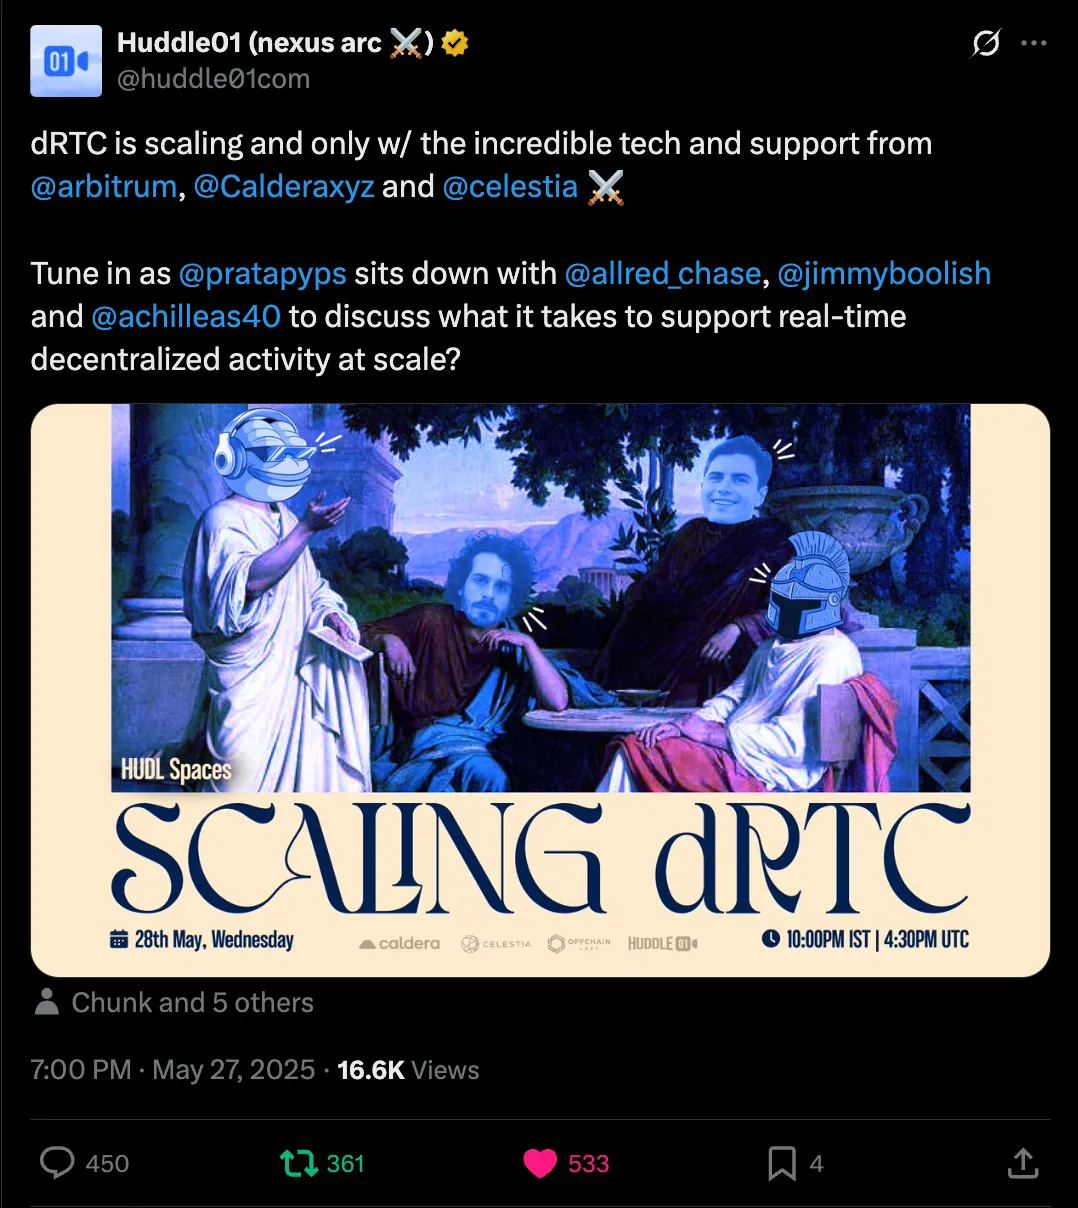 01
Huddle01 (nexus arc ⚔️)
@huddle01com
dRTC is scaling and only w/ the incredible tech and support from
@arbitrum, @Calderaxyz and @celestia ⚔️
Tune in as @pratapyps sits down with @allred_chase, @jimmyboolish
and @achilleas40 to discuss what it takes to support real-time
decentralized activity at scale?
HUDL Spaces
SCALING dRTC
28th May, Wednesday
caldera
CELESTIA
OFFCHAIN
LABS
HUDDLE 01
10:00PM IST | 4:30PM UTC
Chunk and 5 others
7:00 PM · May 27, 2025 · 16.6K Views
450 361 533 4